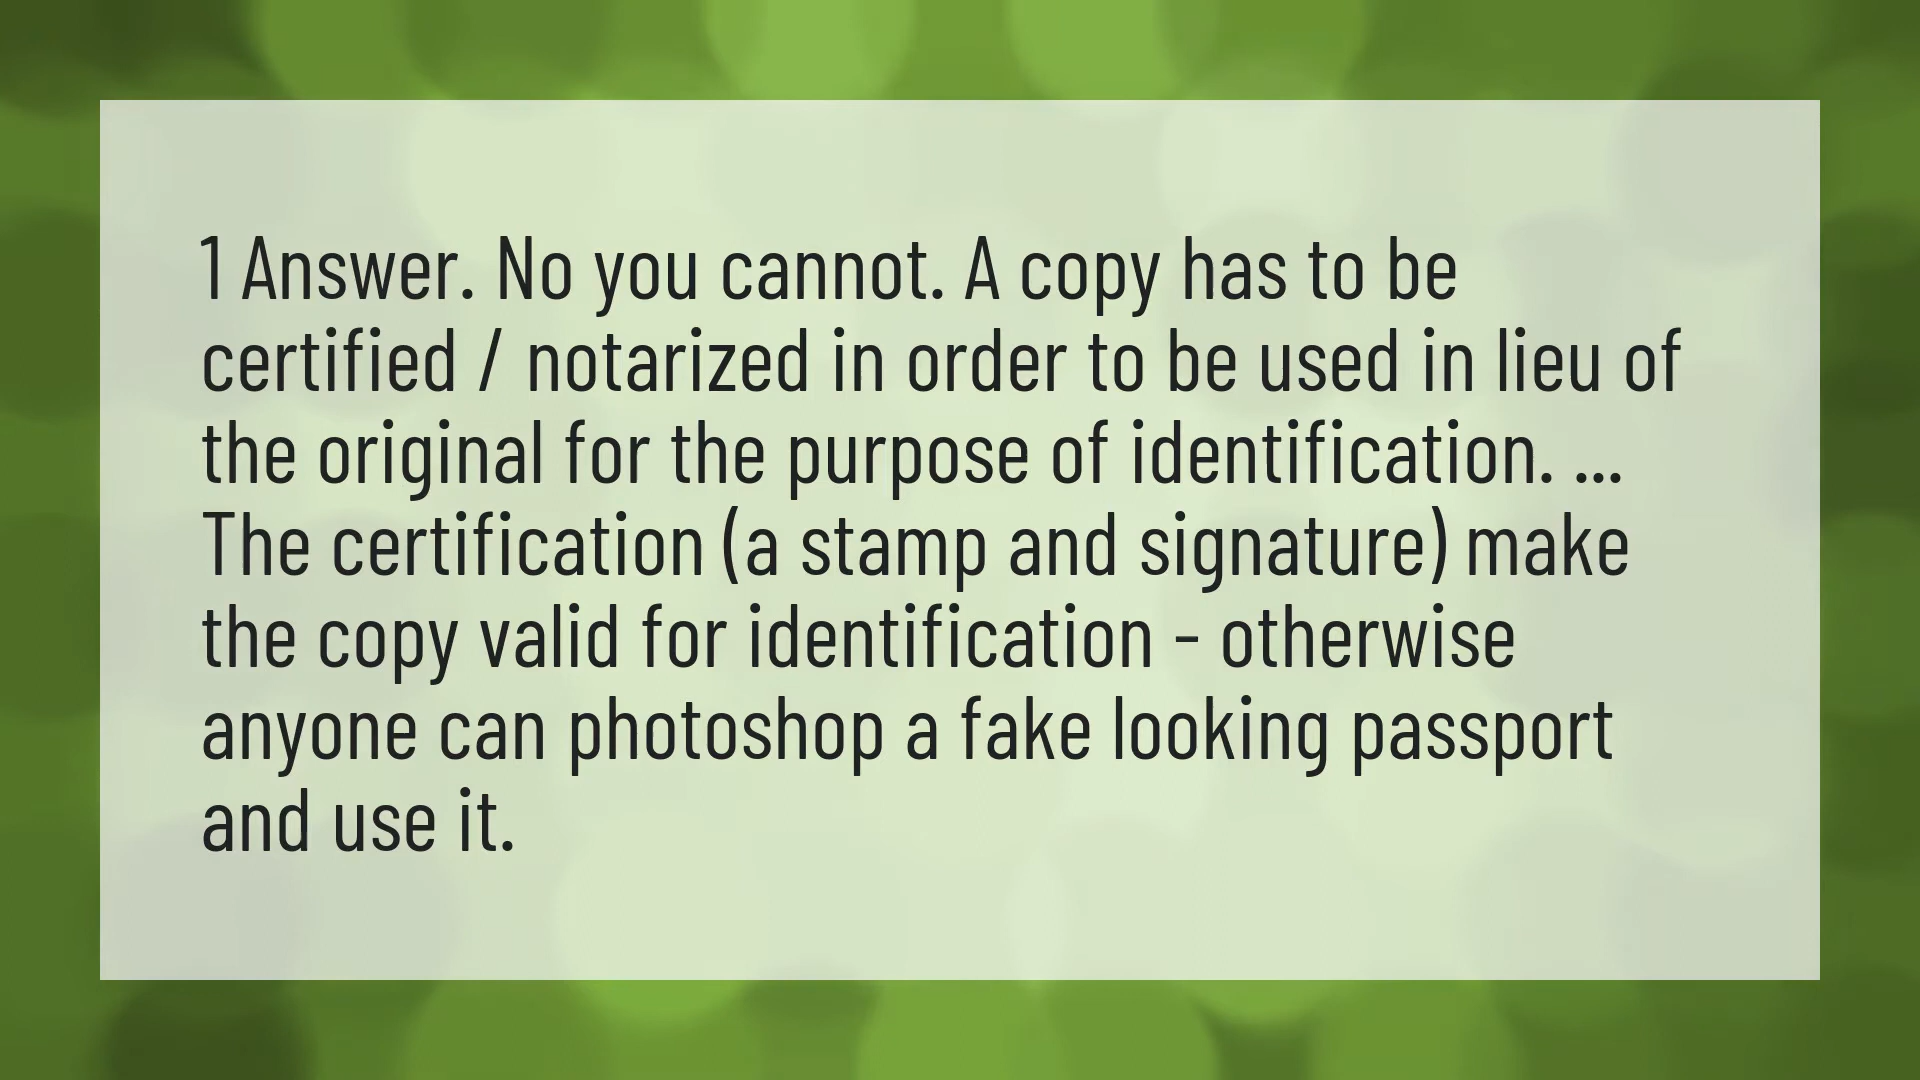 1 Answer. No you cannot. A copy has to be
certified / notarized in order to be used in lieu of
the original for the purpose of identification. ...
The certification (a stamp and signature) make
the copy valid for identification - otherwise
anyone can photoshop a fake looking passport
and use it.